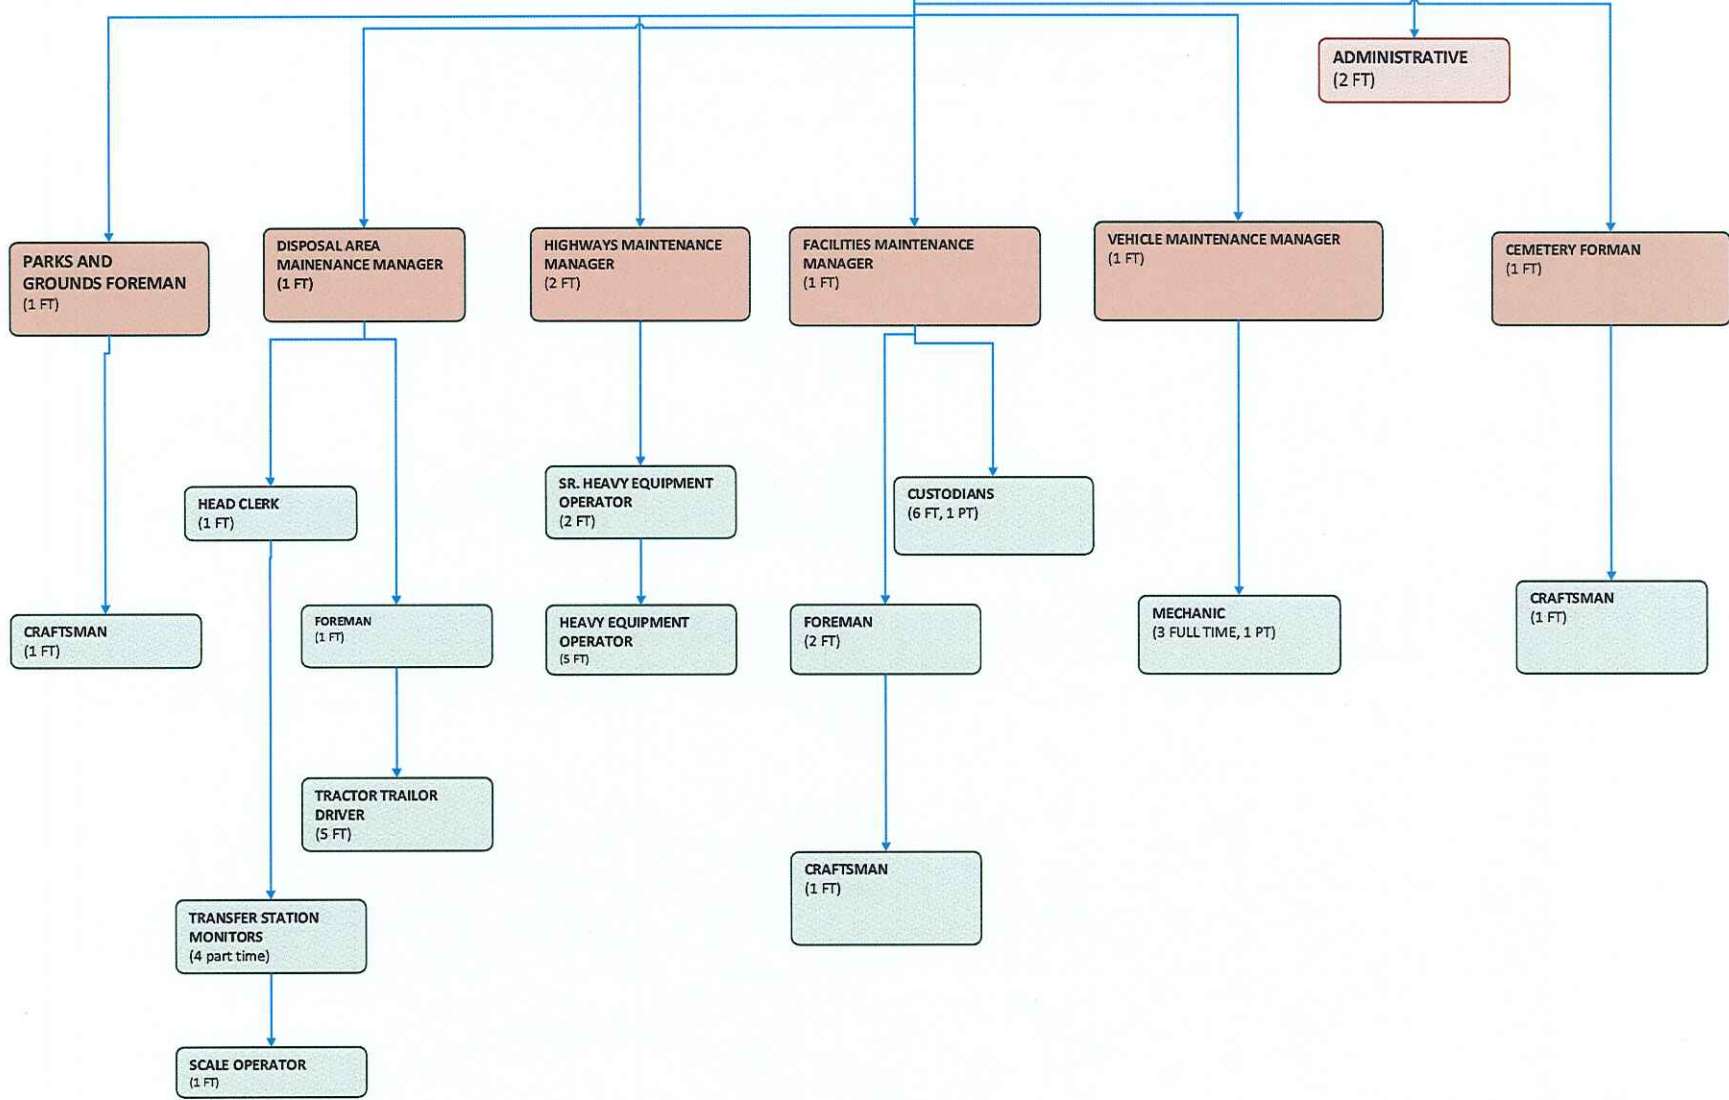 ADMINISTRATIVE
(2 FT)
PARKS AND
GROUNDS FOREMAN
(1 FT)
DISPOSAL AREA
MAINENANCE MANAGER
(1 FT)
HIGHWAYS MAINTENANCE
MANAGER
(2 FT)
FACILITIES MAINTENANCE
MANAGER
(1 FT)
VEHICLE MAINTENANCE MANAGER
(1 FT)
CEMETERY FORMAN
(1 FT)
HEAD CLERK
(1 FT)
SR. HEAVY EQUIPMENT
OPERATOR
(2 FT)
CUSTODIANS
(6 FT, 1 PT)
CRAFTSMAN
(1 FT)
FOREMAN
(1 FT)
HEAVY EQUIPMENT
OPERATOR
(5 FT)
FOREMAN
(2 FT)
MECHANIC
(3 FULL TIME, 1 PT)
CRAFTSMAN
(1 FT)
TRACTOR TRAILOR
DRIVER
(5 FT)
CRAFTSMAN
(1 FT)
TRANSFER STATION
MONITORS
(4 part time)
SCALE OPERATOR
(1 FT)